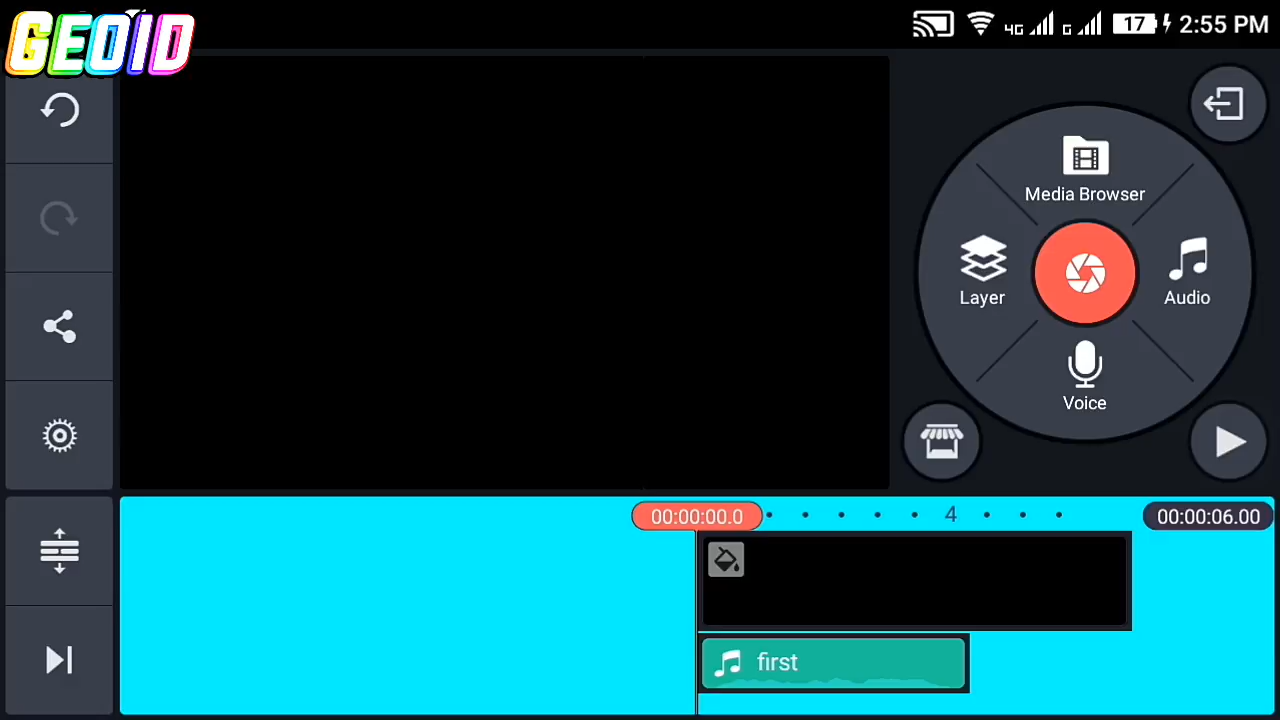 GEOID
4G
G
17
2:55 PM
Media Browser
Layer
Audio
Voice
00:00:00.0
4
00:00:06.00
first